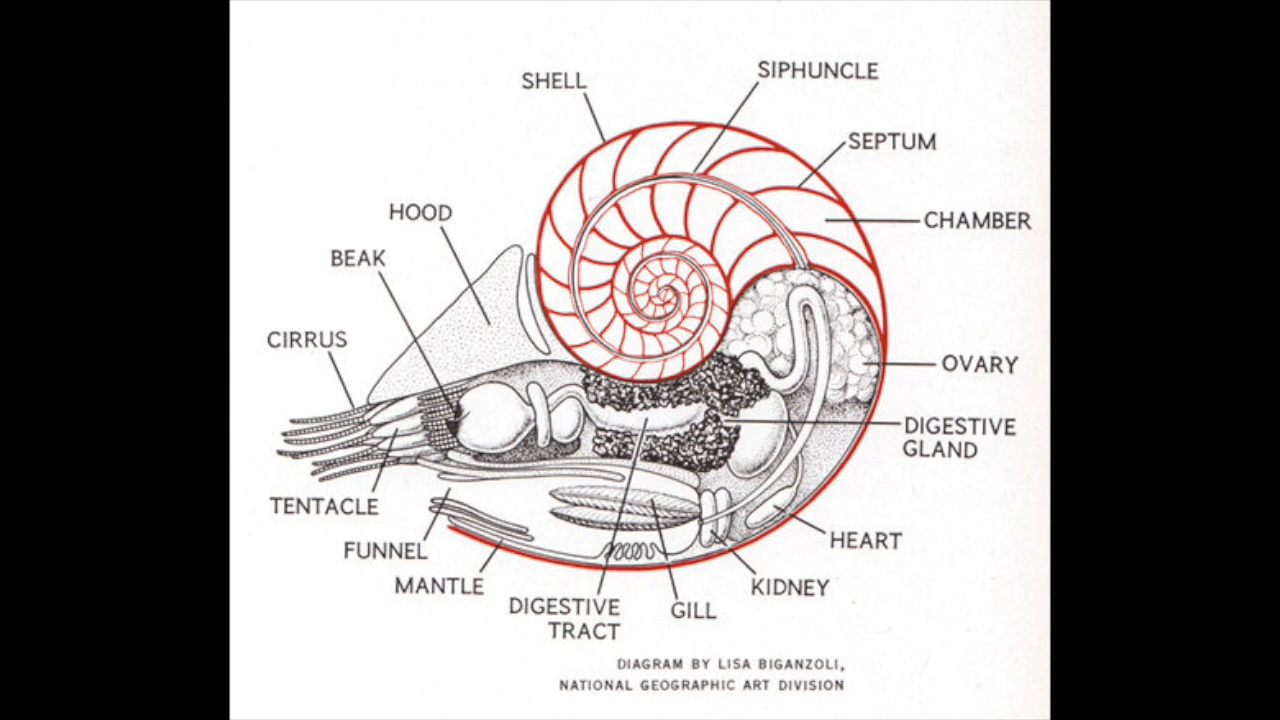 SHELL
SIPHUNCLE
SEPTUM
HOOD
CHAMBER
BEAK
CIRRUS
OVARY
DIGESTIVE
GLAND
TENTACLE
HEART
FUNNEL
MANTLE
KIDNEY
DIGESTIVE
TRACT
GILL
DIAGRAM BY LISA BIGANZOLI,
NATIONAL GEOGRAPHIC ART DIVISION